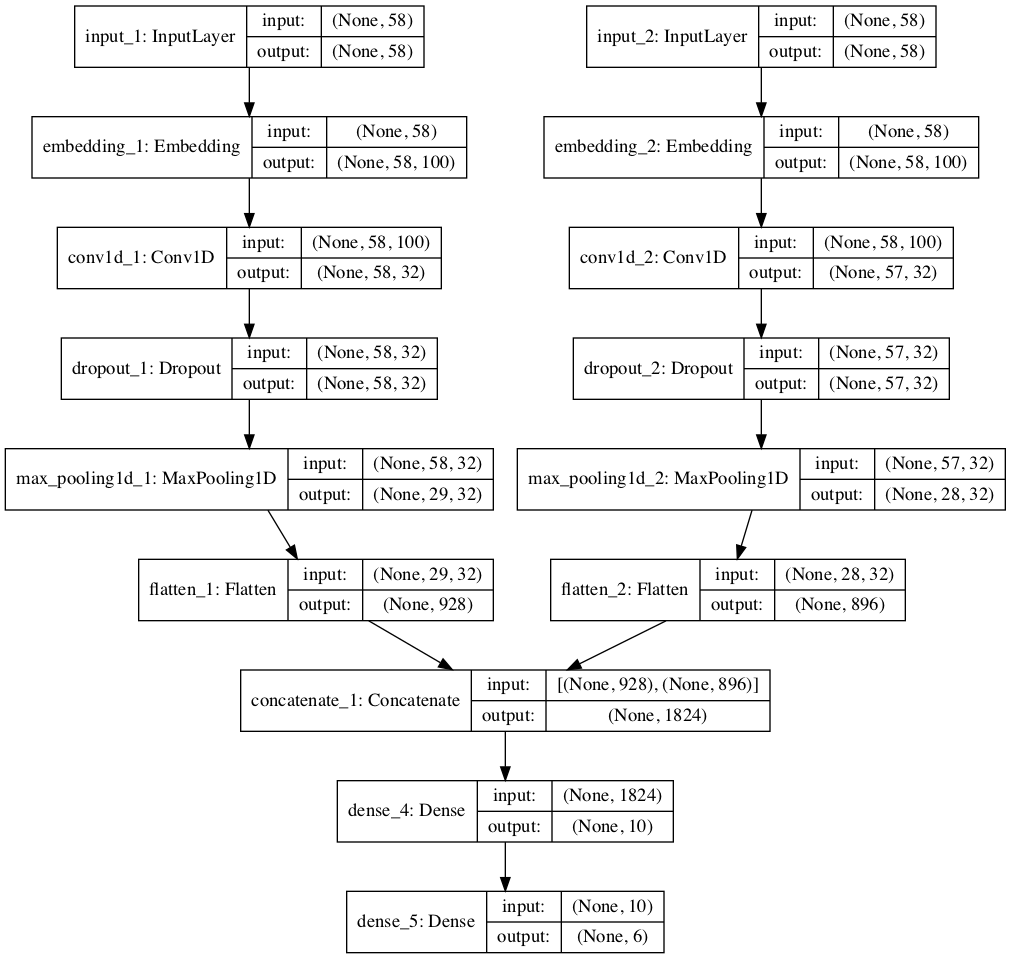 input_1: InputLayer
input: (None, 58)
output: (None, 58)
input_2: InputLayer
input: (None, 58)
output: (None, 58)
embedding_1: Embedding
input: (None, 58)
output: (None, 58, 100)
embedding_2: Embedding
input: (None, 58)
output: (None, 58, 100)
conv1d_1: Conv1D
input: (None, 58, 100)
output: (None, 58, 32)
conv1d_2: Conv1D
input: (None, 58, 100)
output: (None, 57, 32)
dropout_1: Dropout
input: (None, 58, 32)
output: (None, 58, 32)
dropout_2: Dropout
input: (None, 57, 32)
output: (None, 57, 32)
max_pooling1d_1: MaxPooling1D
input: (None, 58, 32)
output: (None, 29, 32)
max_pooling1d_2: MaxPooling1D
input: (None, 57, 32)
output: (None, 28, 32)
flatten_1: Flatten
input: (None, 29, 32)
output: (None, 928)
flatten_2: Flatten
input: (None, 28, 32)
output: (None, 896)
concatenate_1: Concatenate
input: [(None, 928), (None, 896)]
output: (None, 1824)
dense_4: Dense
input: (None, 1824)
output: (None, 10)
dense_5: Dense
input: (None, 10)
output: (None, 6)